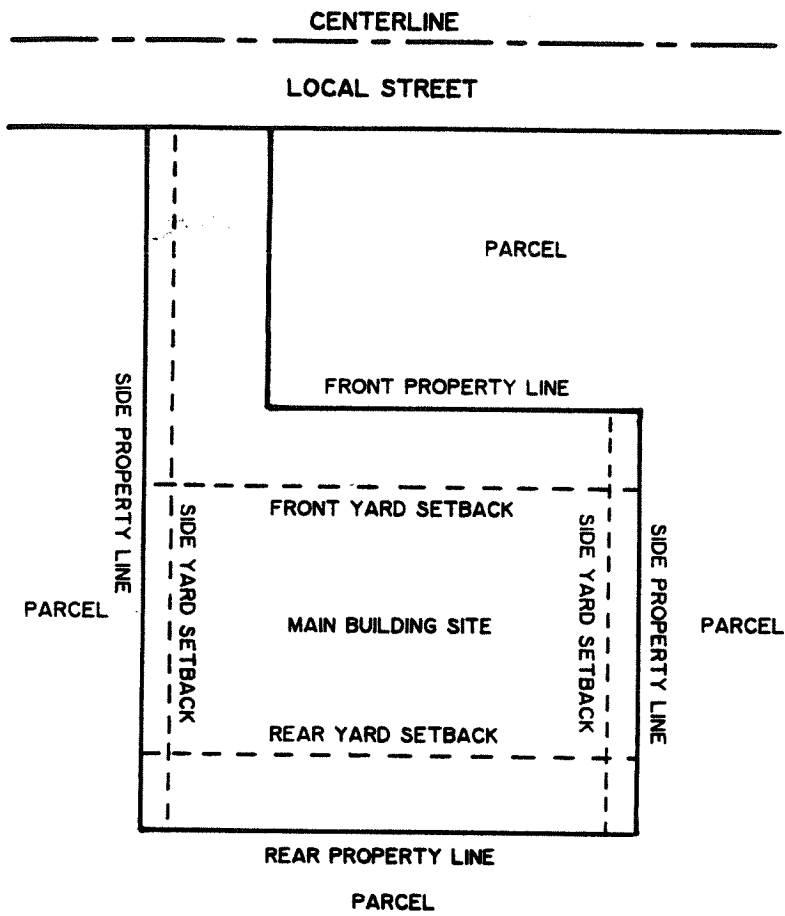 CENTERLINE
LOCAL STREET
PARCEL
FRONT PROPERTY LINE
SIDE PROPERTY LINE
FRONT YARD SETBACK
SIDE YARD SETBACK
SIDE YARD SETBACK
SIDE PROPERTY LINE
PARCEL
MAIN BUILDING SITE
PARCEL
REAR YARD SETBACK
REAR PROPERTY LINE
PARCEL